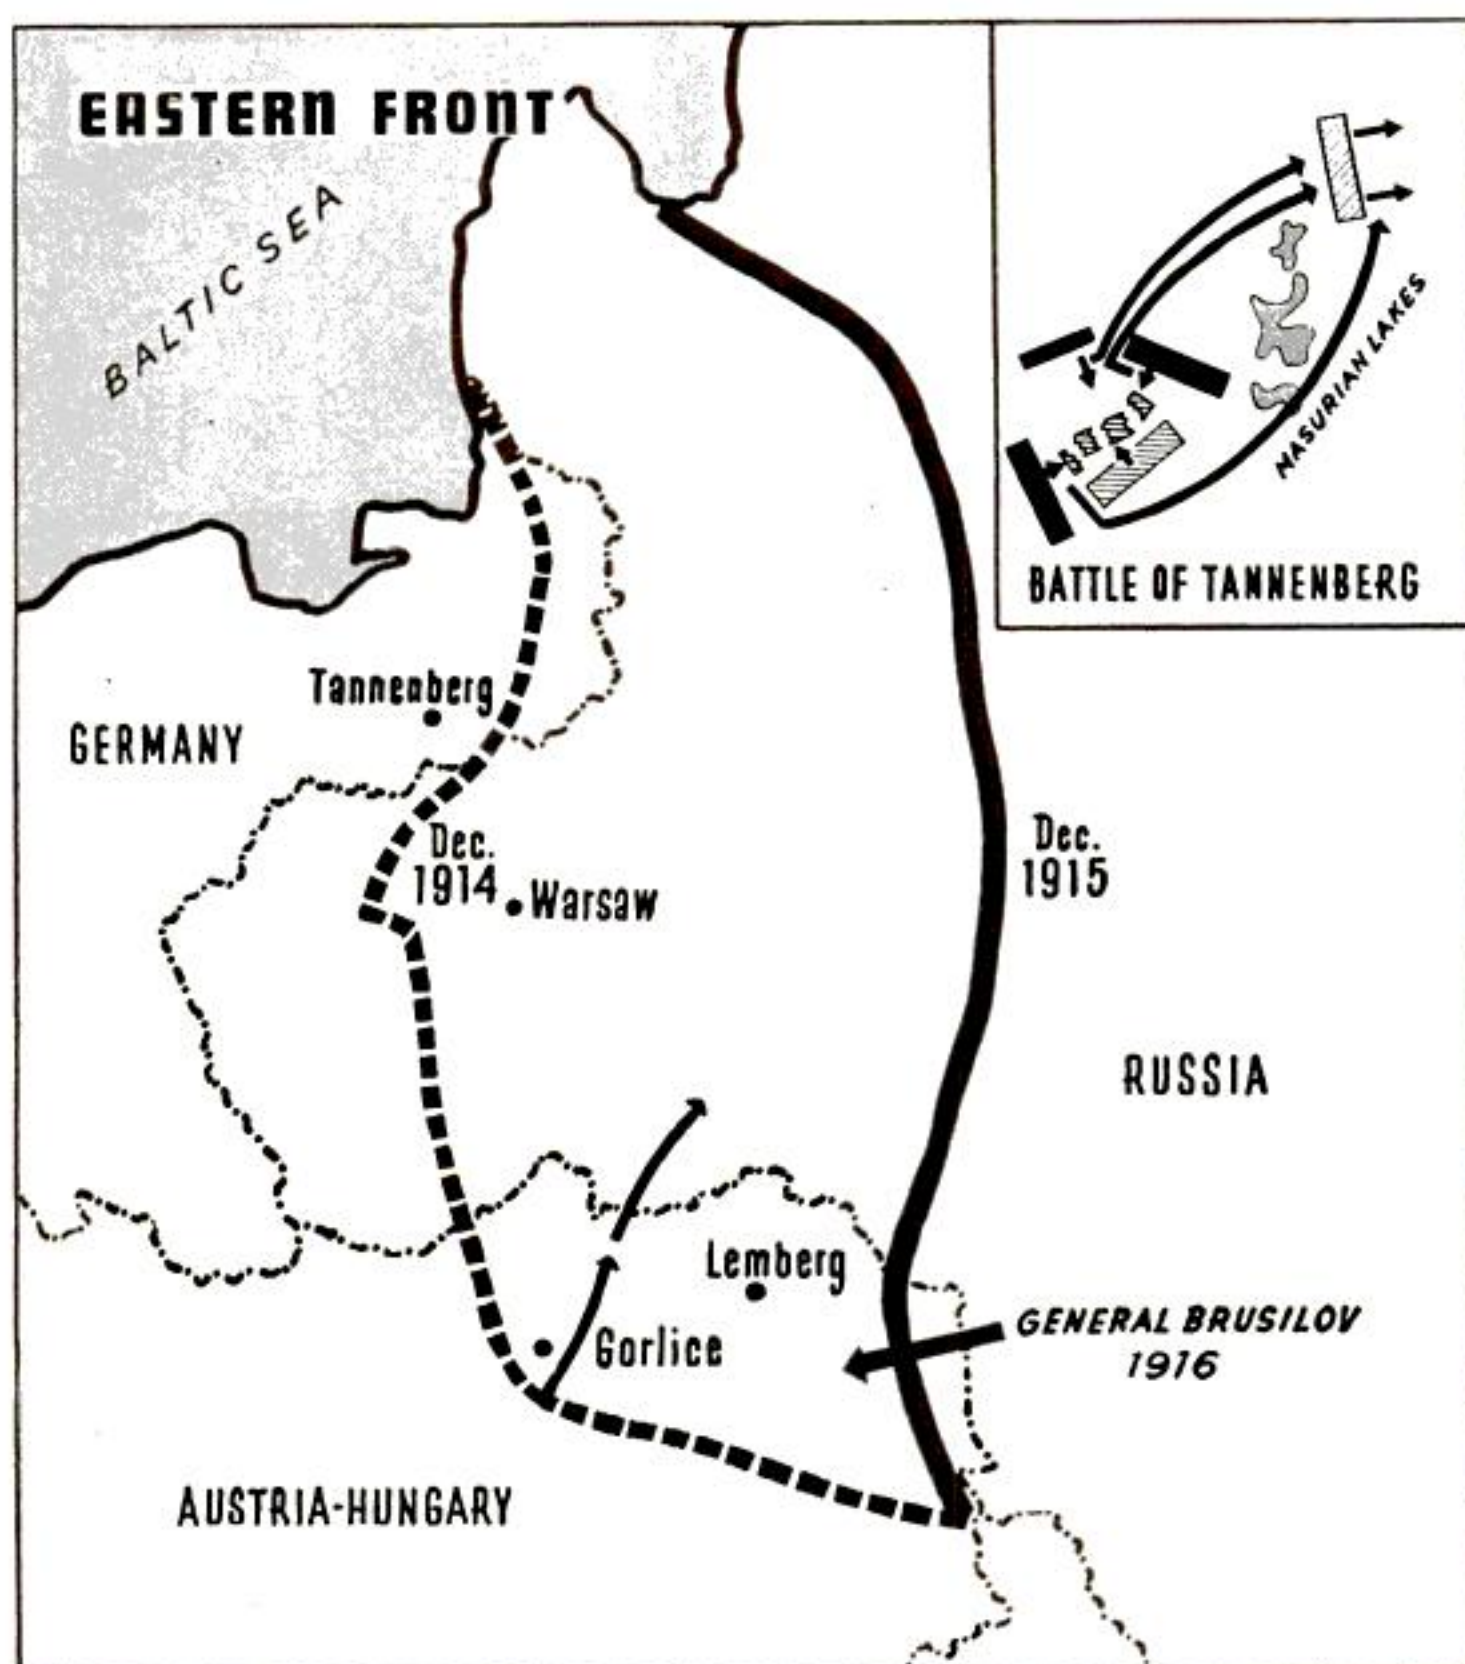 EASTERN FRONT
BALTIC SEA
MASURIAN LAKES
BATTLE OF TANNENBERG
Tannenberg
GERMANY
Dec.
1914
Warsaw
Dec.
1915
RUSSIA
Lemberg
Gorlice
GENERAL BRUSILOV
1916
AUSTRIA-HUNGARY